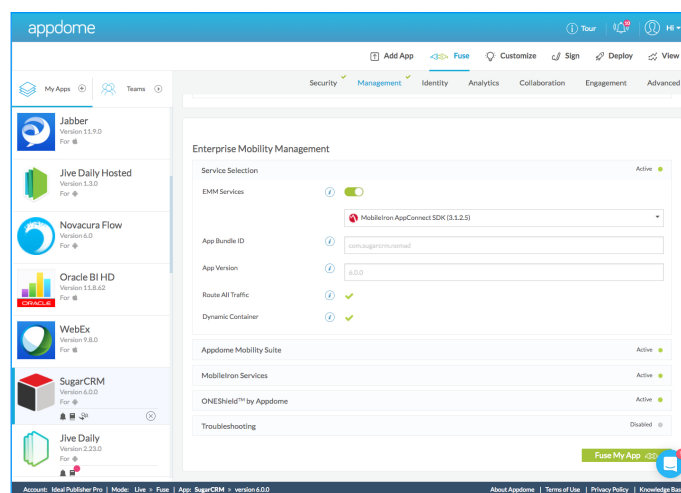 appdome
Tour
10
Hi
Add App
Fuse
Customize
Sign
Deploy
View
My Apps
Teams
Security
Management
Identity
Analytics
Collaboration
Engagement
Advanced
Jabber
Version 11.9.0
For
Jive Daily Hosted
Version 1.3.0
For
Novacura Flow
Version 6.0
For
Oracle BI HD
Version 11.8.62
For
ORACLE
WebEx
Version 9.8.0
For
SugarCRM
Version 6.0.0
For
Jive Daily
Version 2.23.0
For
Enterprise Mobility Management
Service Selection
Active
EMM Services
MobileIron AppConnect SDK (3.1.2.5)
App Bundle ID
com.sugarcrm.nomad
App Version
6.0.0
Route All Traffic
Dynamic Container
Appdome Mobility Suite
Active
MobileIron Services
Active
ONEShield™ by Appdome
Active
Troubleshooting
Disabled
Fuse My App
Account: Ideal Publisher Pro | Mode: Live > Fuse | App: SugarCRM > version 6.0.0
About Appdome | Terms of Use | Privacy Policy | Knowledge Bas